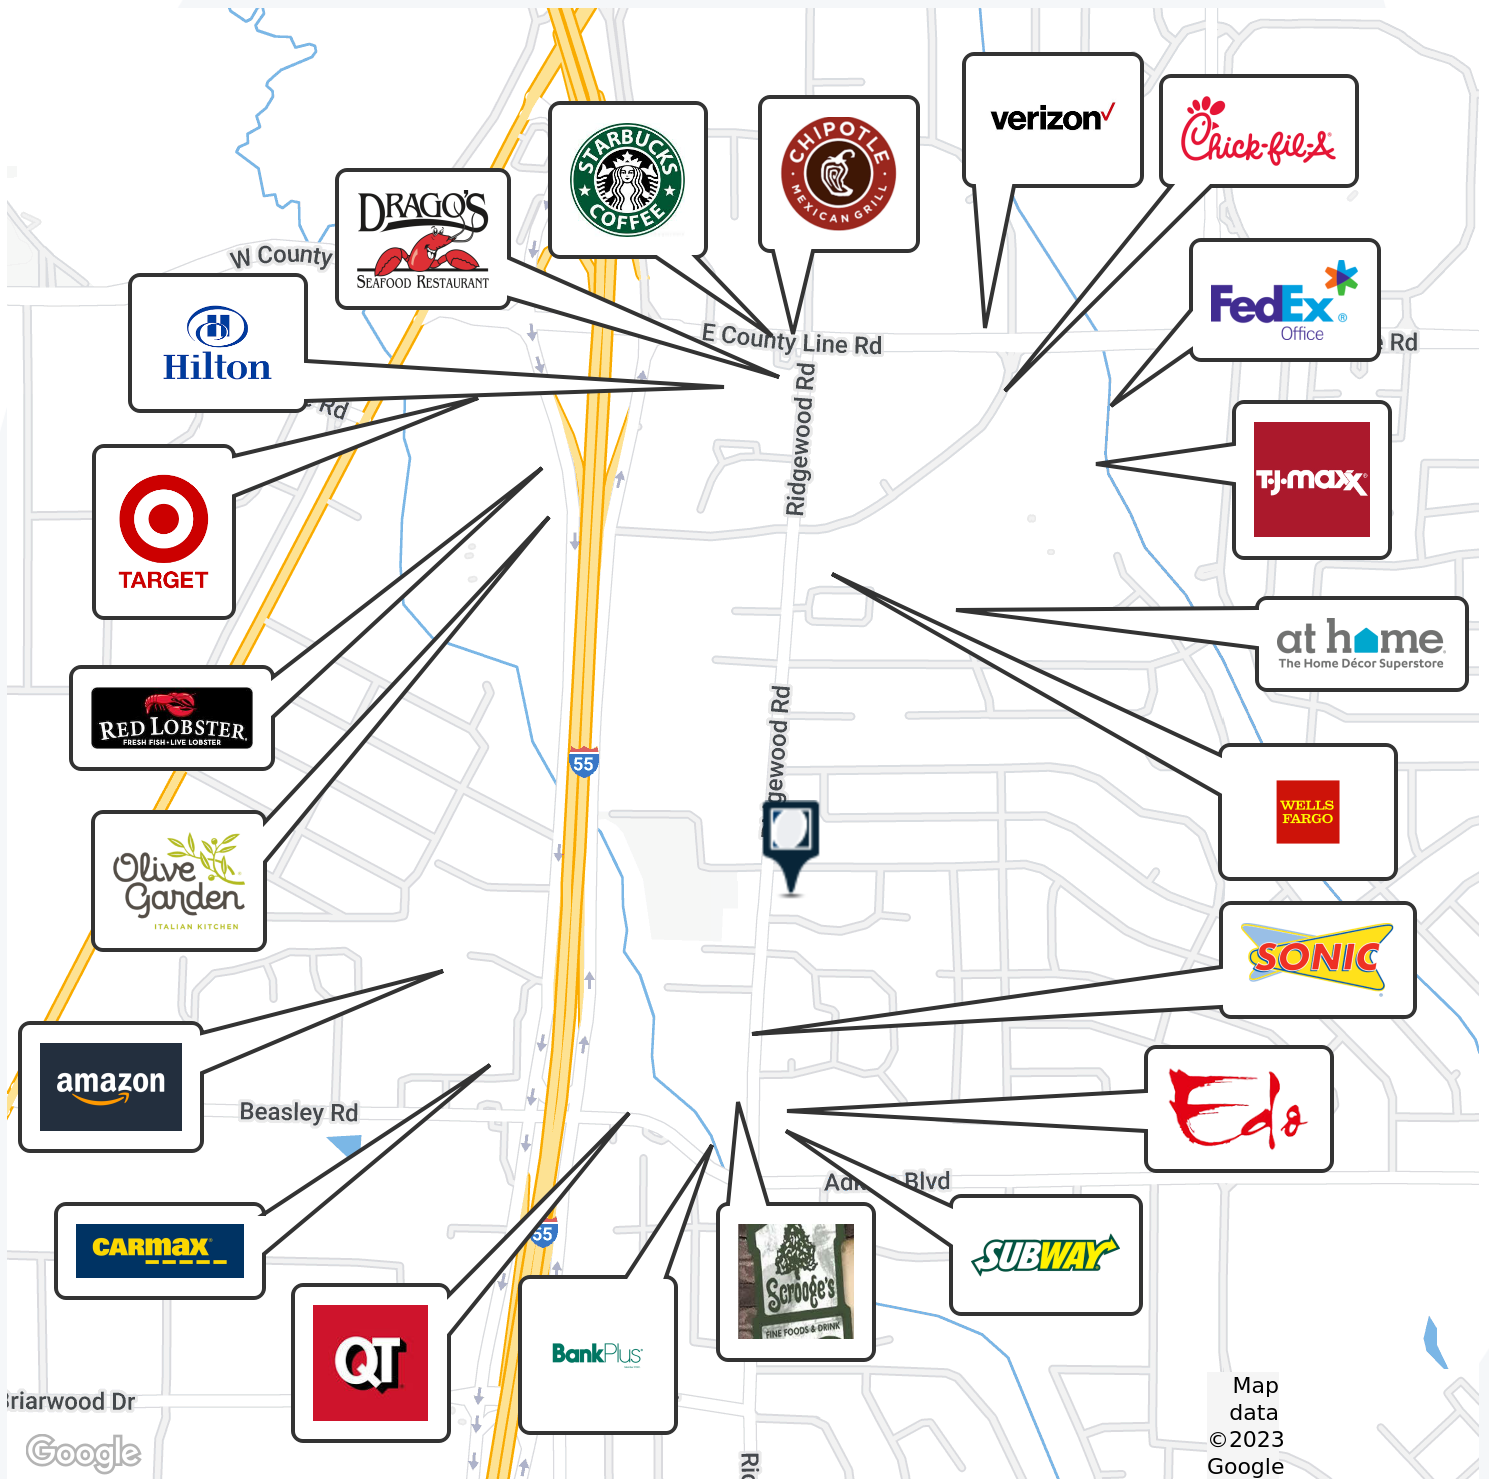 verizon✓
Chick-fil-A
STARBUCKS
COFFEE
CHIPOTLE
MEXICAN GRILL
DRAGO'S
SEAFOOD RESTAURANT
W County
Hilton
FedEx®
Office
E County Line Rd
Rd
Rd
Ridgewood Rd
T·J·maxx®
TARGET
at home.
The Home Décor Superstore
RED LOBSTER
FRESH FISH • LIVE LOBSTER
Ridgewood Rd
55
WELLS
FARGO
Olive
Garden
ITALIAN KITCHEN
SONIC
amazon
Edo
Beasley Rd
Blvd
CARMAX
55
SUBWAY
Scrooge's
FINE FOODS & DRINK
QT
BankPlus
Briarwood Dr
Map
data
©2023
Google
Google